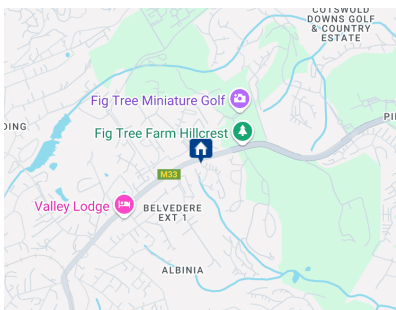 COTSWOLD
DOWNS GOLF
& COUNTRY
ESTATE
Fig Tree Miniature Golf
DING
Fig Tree Farm Hillcrest
PI
M33
Valley Lodge
BELVEDERE
EXT 1
ALBINIA